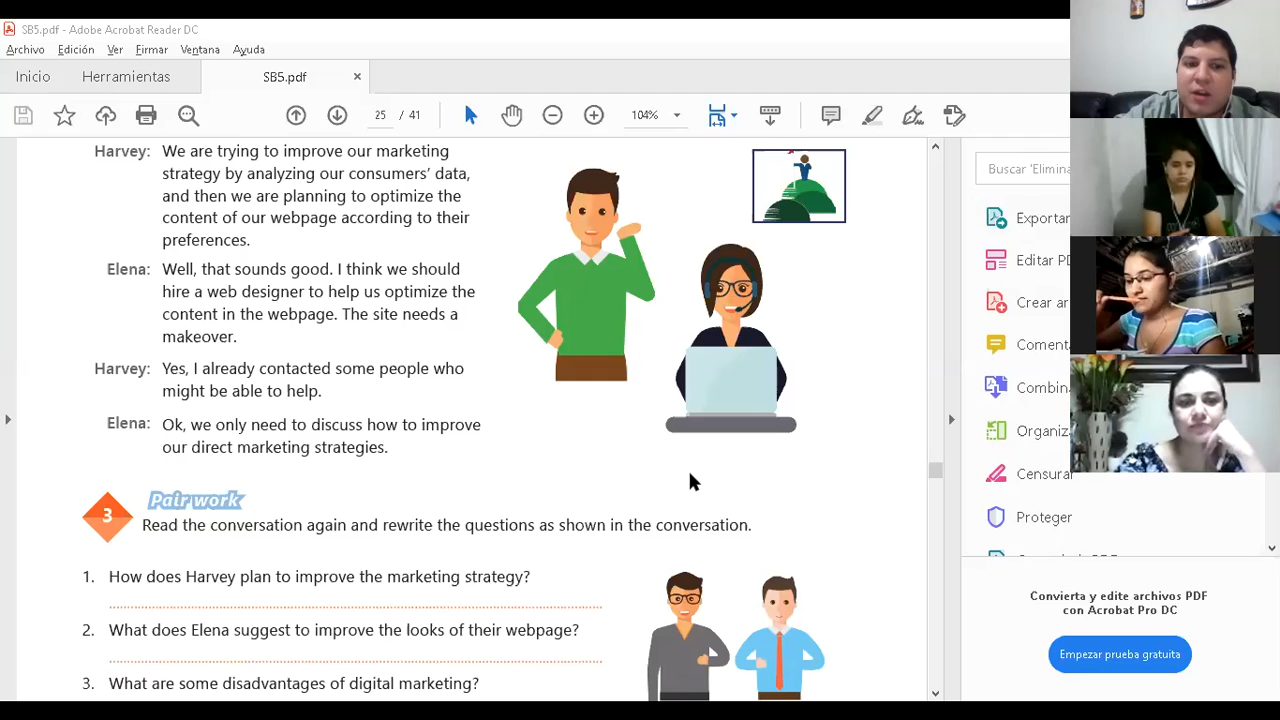 SB5.pdf - Adobe Acrobat Reader DC
Archivo Edición Ver Firmar Ventana Ayuda
Inicio Herramientas SB5.pdf ×
25 / 41 104%
Harvey: We are trying to improve our marketing
strategy by analyzing our consumers' data,
and then we are planning to optimize the
content of our webpage according to their
preferences.
Elena: Well, that sounds good. I think we should
hire a web designer to help us optimize the
content in the webpage. The site needs a
makeover.
Harvey: Yes, I already contacted some people who
might be able to help.
Elena: Ok, we only need to discuss how to improve
our direct marketing strategies.
3 Pair work
Read the conversation again and rewrite the questions as shown in the conversation.
1. How does Harvey plan to improve the marketing strategy?
2. What does Elena suggest to improve the looks of their webpage?
3. What are some disadvantages of digital marketing?
Buscar 'Elimina
Exportar
Editar PD
Crear ar
Comenta
Combina
Organiza
Censurar
Proteger
Convierta y edite archivos PDF
con Acrobat Pro DC
Empezar prueba gratuita